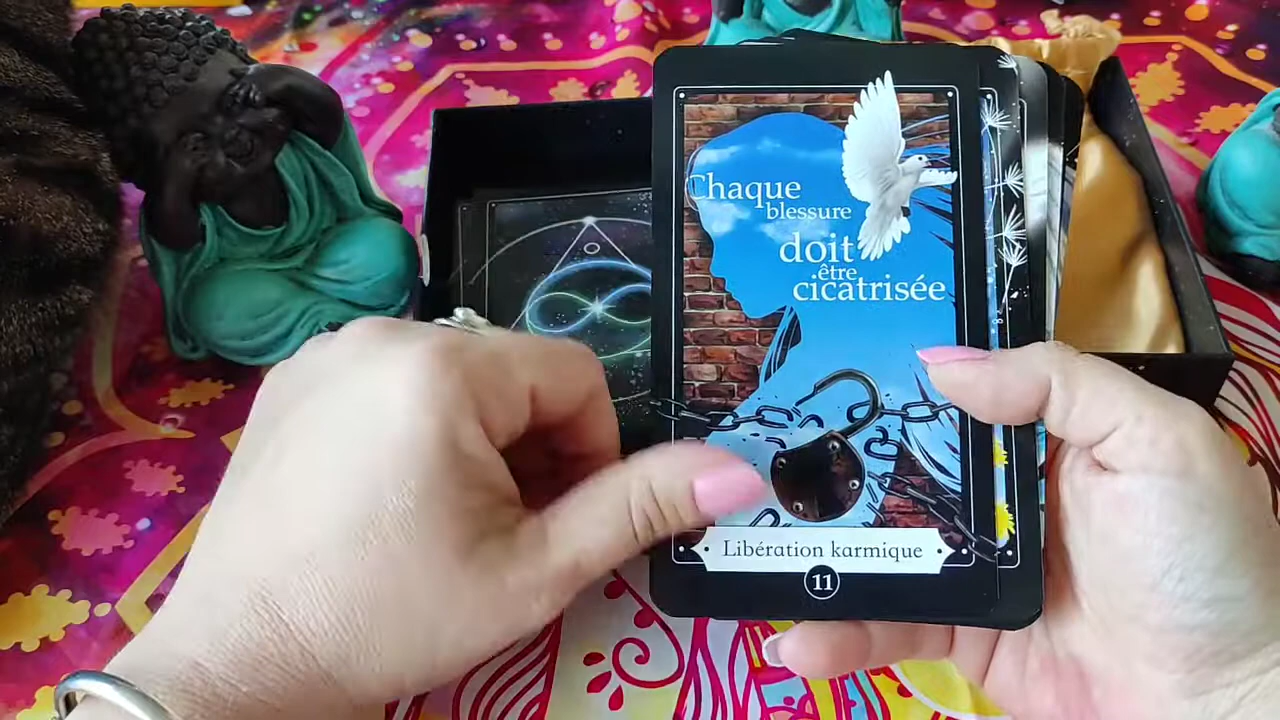 Chaque
blessure
doit
être
cicatrisée
Libération karmique
11